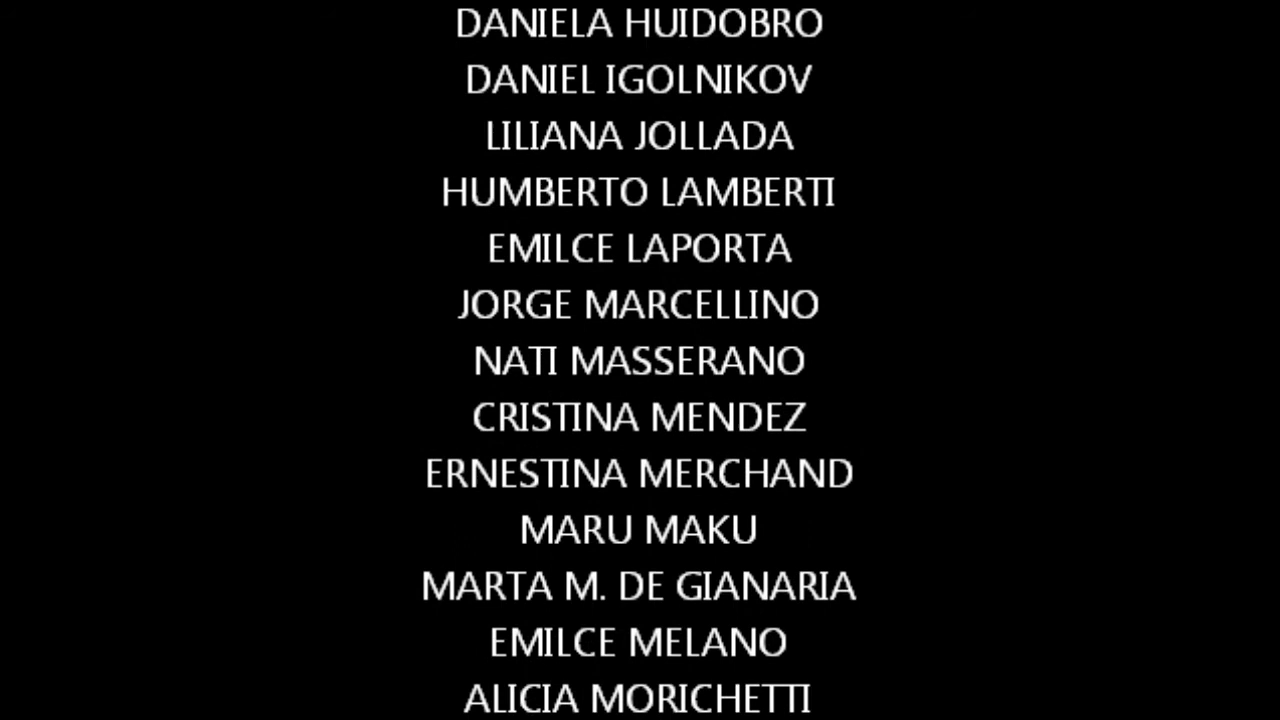 DANIELA HUIDOBRO
DANIEL IGOLNIKOV
LILIANA JOLLADA
HUMBERTO LAMBERTI
EMILCE LAPORTA
JORGE MARCELLINO
NATI MASSERANO
CRISTINA MENDEZ
ERNESTINA MERCHAND
MARU MAKU
MARTA M. DE GIANARIA
EMILCE MELANO
ALICIA MORICHETTI